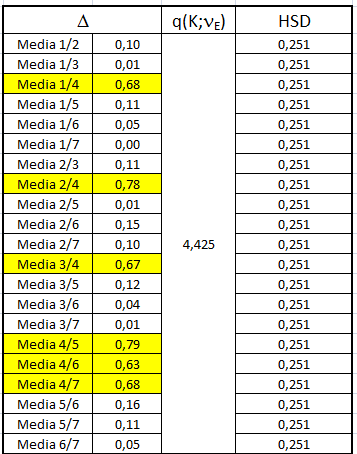 Δ q(K;νE) HSD
Media 1/2 0,10 0,251
Media 1/3 0,01 0,251
Media 1/4 0,68 0,251
Media 1/5 0,11 0,251
Media 1/6 0,05 0,251
Media 1/7 0,00 0,251
Media 2/3 0,11 0,251
Media 2/4 0,78 0,251
Media 2/5 0,01 0,251
Media 2/6 0,15 0,251
Media 2/7 0,10 4,425 0,251
Media 3/4 0,67 0,251
Media 3/5 0,12 0,251
Media 3/6 0,04 0,251
Media 3/7 0,01 0,251
Media 4/5 0,79 0,251
Media 4/6 0,63 0,251
Media 4/7 0,68 0,251
Media 5/6 0,16 0,251
Media 5/7 0,11 0,251
Media 6/7 0,05 0,251